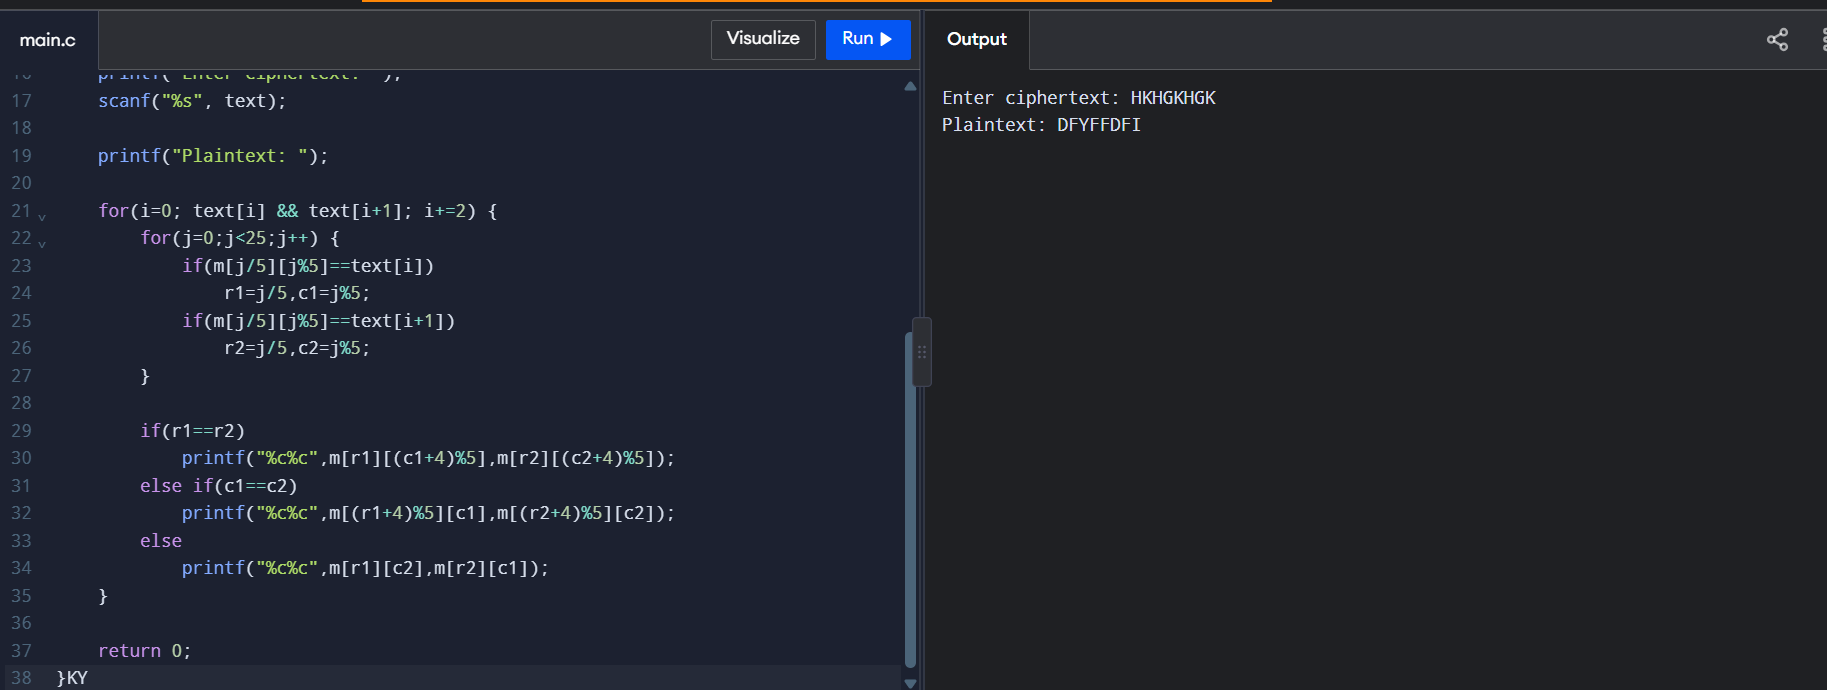 main.c
Visualize
Run
Output
16 printf("Enter ciphertext: ");
17 scanf("%s", text);
18
19 printf("Plaintext: ");
20
21 for(i=0; text[i] && text[i+1]; i+=2) {
22 for(j=0;j<25;j++) {
23 if(m[j/5][j%5]==text[i])
24 r1=j/5,c1=j%5;
25 if(m[j/5][j%5]==text[i+1])
26 r2=j/5,c2=j%5;
27 }
28
29 if(r1==r2)
30 printf("%c%c",m[r1][(c1+4)%5],m[r2][(c2+4)%5]);
31 else if(c1==c2)
32 printf("%c%c",m[(r1+4)%5][c1],m[(r2+4)%5][c2]);
33 else
34 printf("%c%c",m[r1][c2],m[r2][c1]);
35 }
36
37 return 0;
38 }KY
Enter ciphertext: HKHGKHGK
Plaintext: DFYFFDFI